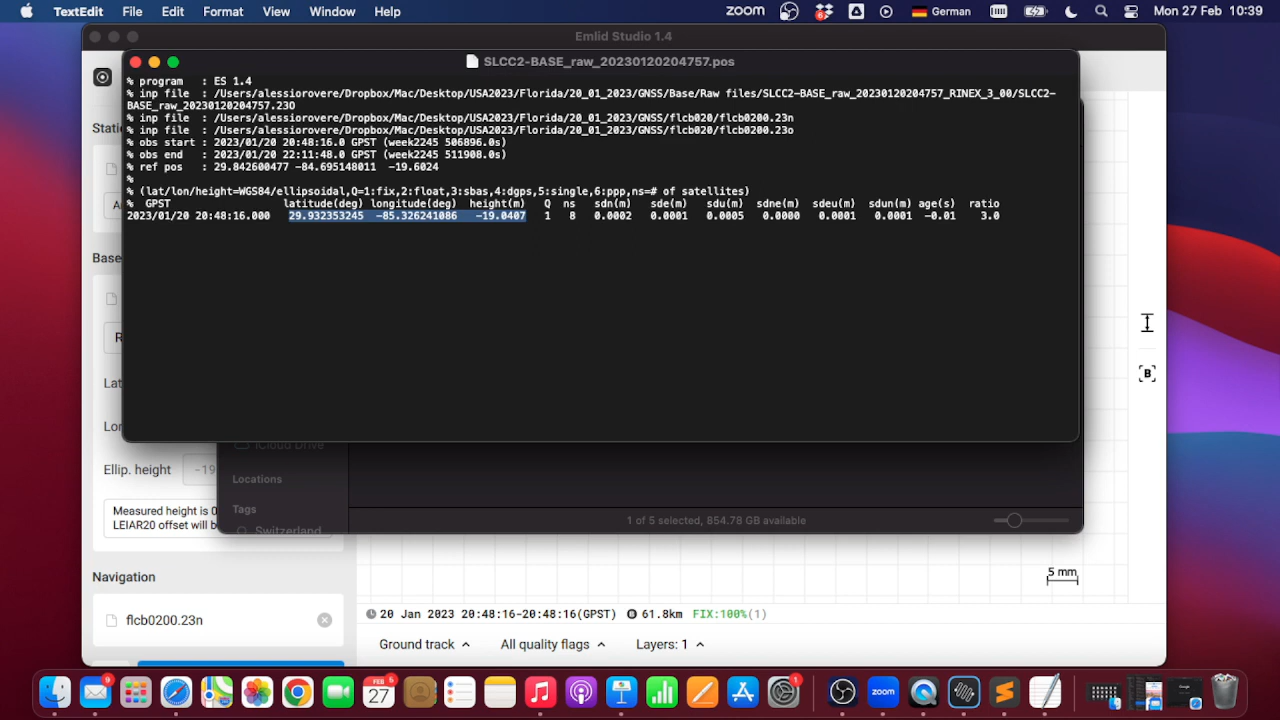 TextEdit File Edit Format View Window Help zoom German Mon 27 Feb 10:39
Emlid Studio 1.4
SLCC2-BASE_raw_20230120204757.pos
% program : ES 1.4
% inp file : /Users/alessiorovere/Dropbox/Mac/Desktop/USA2023/Florida/20_01_2023/GNSS/Base/Raw files/SLCC2-BASE_raw_20230120204757_RINEX_3_00/SLCC2-
BASE_raw_20230120204757.23O
% inp file : /Users/alessiorovere/Dropbox/Mac/Desktop/USA2023/Florida/20_01_2023/GNSS/flcb020/flcb0200.23n
% inp file : /Users/alessiorovere/Dropbox/Mac/Desktop/USA2023/Florida/20_01_2023/GNSS/flcb020/flcb0200.23o
% obs start : 2023/01/20 20:48:16.0 GPST (week2245 506896.0s)
% obs end : 2023/01/20 22:11:48.0 GPST (week2245 511908.0s)
% ref pos : 29.842600477 -84.695148011 -19.6024
%
% (lat/lon/height=WGS84/ellipsoidal,Q=1:fix,2:float,3:sbas,4:dgps,5:single,6:ppp,ns=# of satellites)
% GPST latitude(deg) longitude(deg) height(m) Q ns sdn(m) sde(m) sdu(m) sdne(m) sdeu(m) sdun(m) age(s) ratio
2023/01/20 20:48:16.000 29.932353245 -85.326241086 -19.0407 1 8 0.0002 0.0001 0.0005 0.0000 0.0001 0.0001 -0.01 3.0
Stati
Base
Lat
Lon
Ellip. height -19
Measured height is 0
LEIAR20 offset will b
iCloud Drive
Locations
Tags
Switzerland
1 of 5 selected, 854.78 GB available
Navigation
flcb0200.23n
5 mm
20 Jan 2023 20:48:16-20:48:16(GPST) 61.8km FIX:100%(1)
Ground track All quality flags Layers: 1
B
9
FEB
27
5
1
zoom